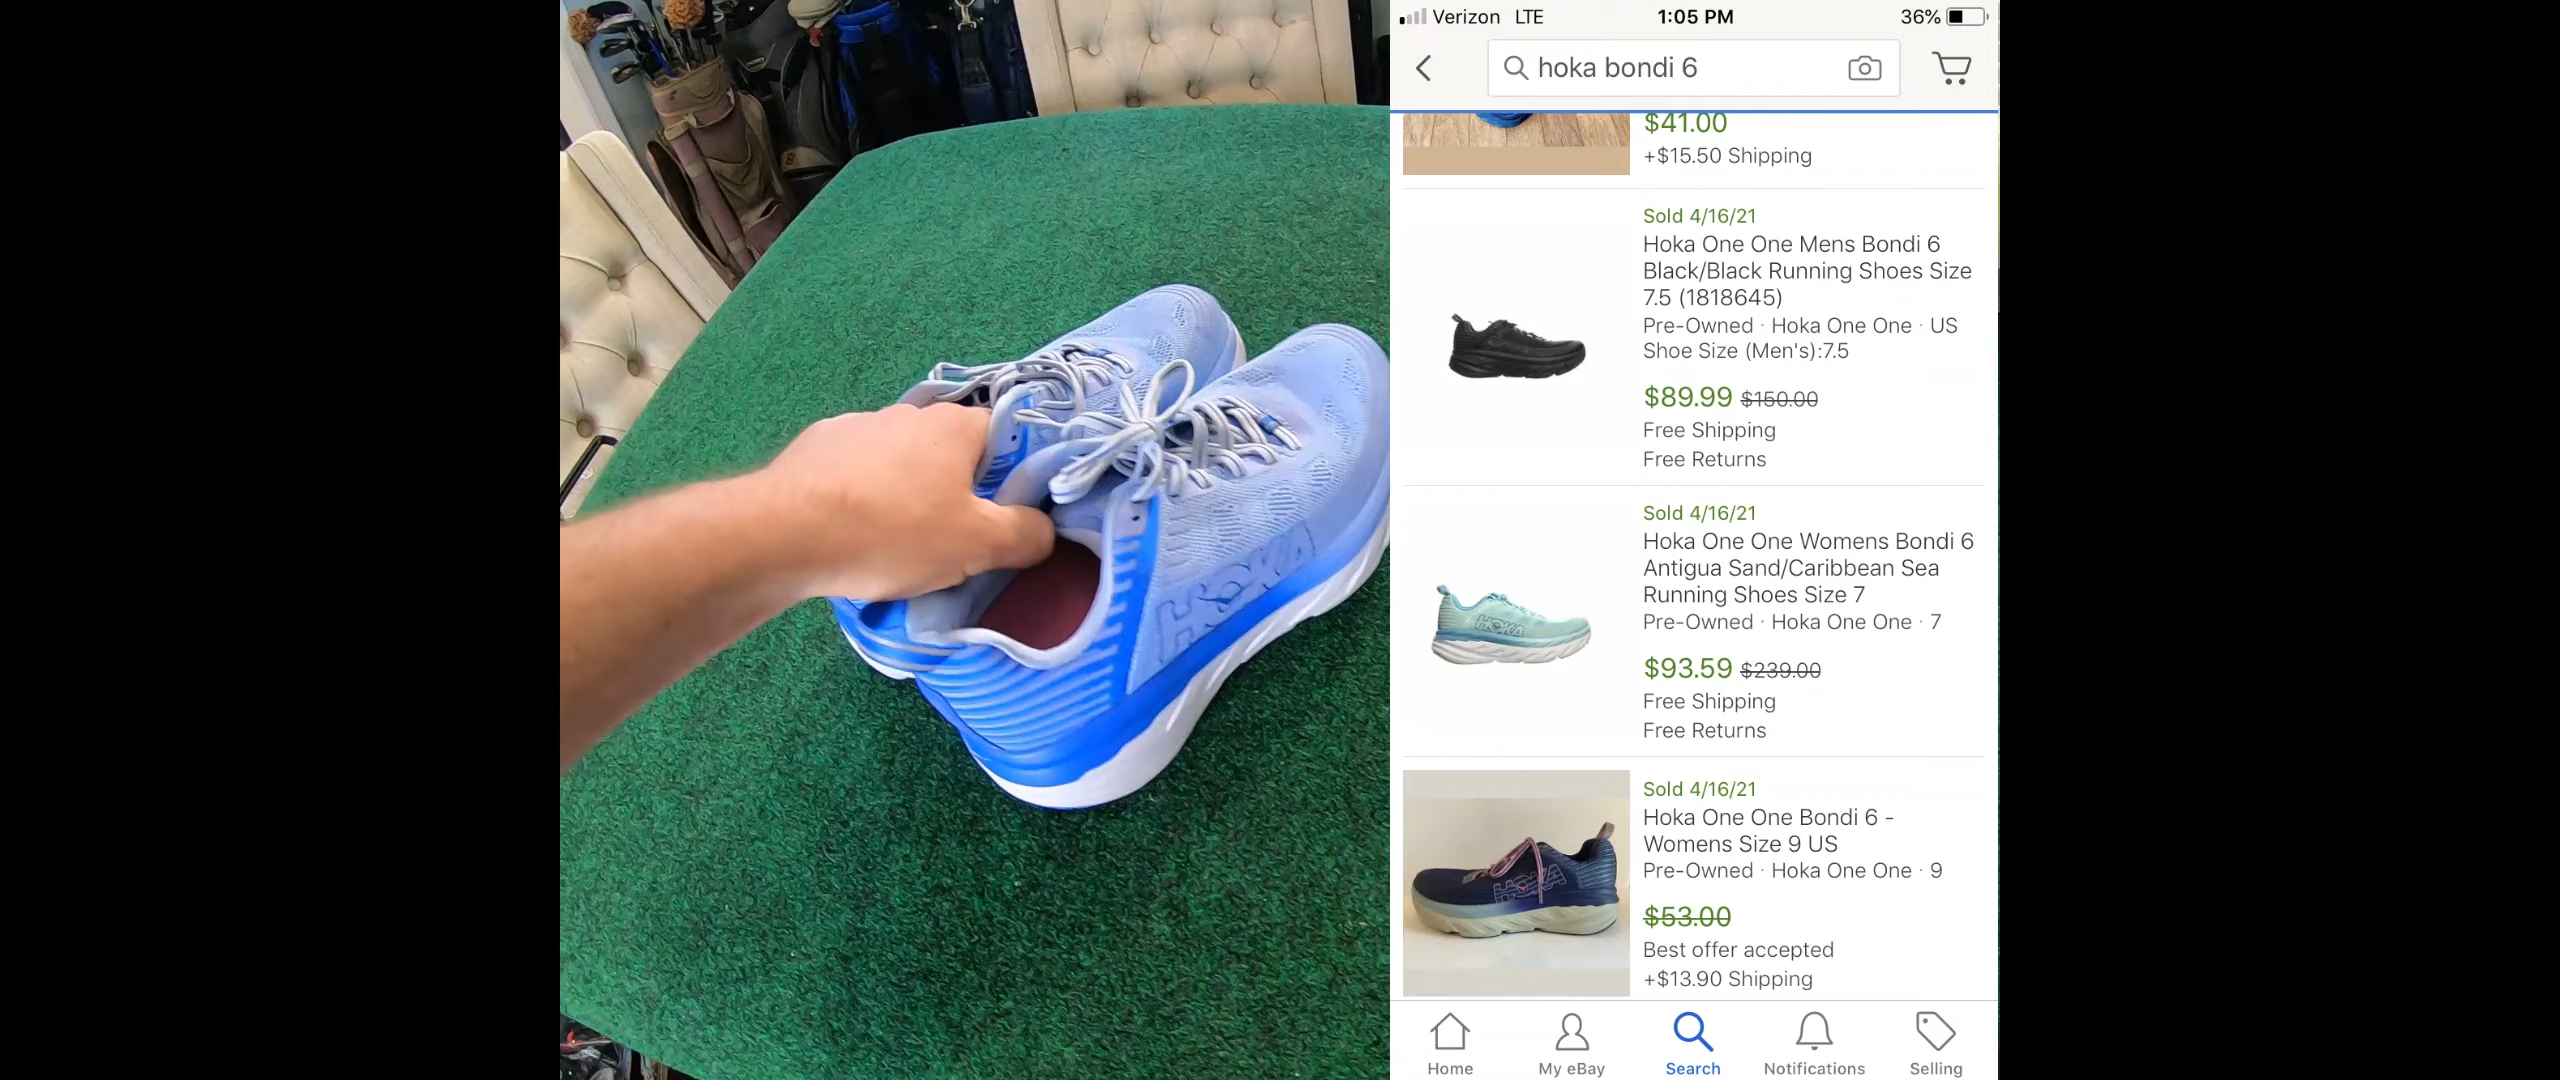 HOKA
Verizon LTE 1:05 PM 36%
hoka bondi 6
$41.00
+$15.50 Shipping
Sold 4/16/21
Hoka One One Mens Bondi 6
Black/Black Running Shoes Size
7.5 (1818645)
Pre-Owned · Hoka One One · US
Shoe Size (Men's):7.5
$89.99 $150.00
Free Shipping
Free Returns
Sold 4/16/21
Hoka One One Womens Bondi 6
Antigua Sand/Caribbean Sea
Running Shoes Size 7
Pre-Owned · Hoka One One · 7
HOKA
$93.59 $239.00
Free Shipping
Free Returns
Sold 4/16/21
Hoka One One Bondi 6 -
Womens Size 9 US
Pre-Owned · Hoka One One · 9
HOKA
$53.00
Best offer accepted
+$13.90 Shipping
Home My eBay Search Notifications Selling